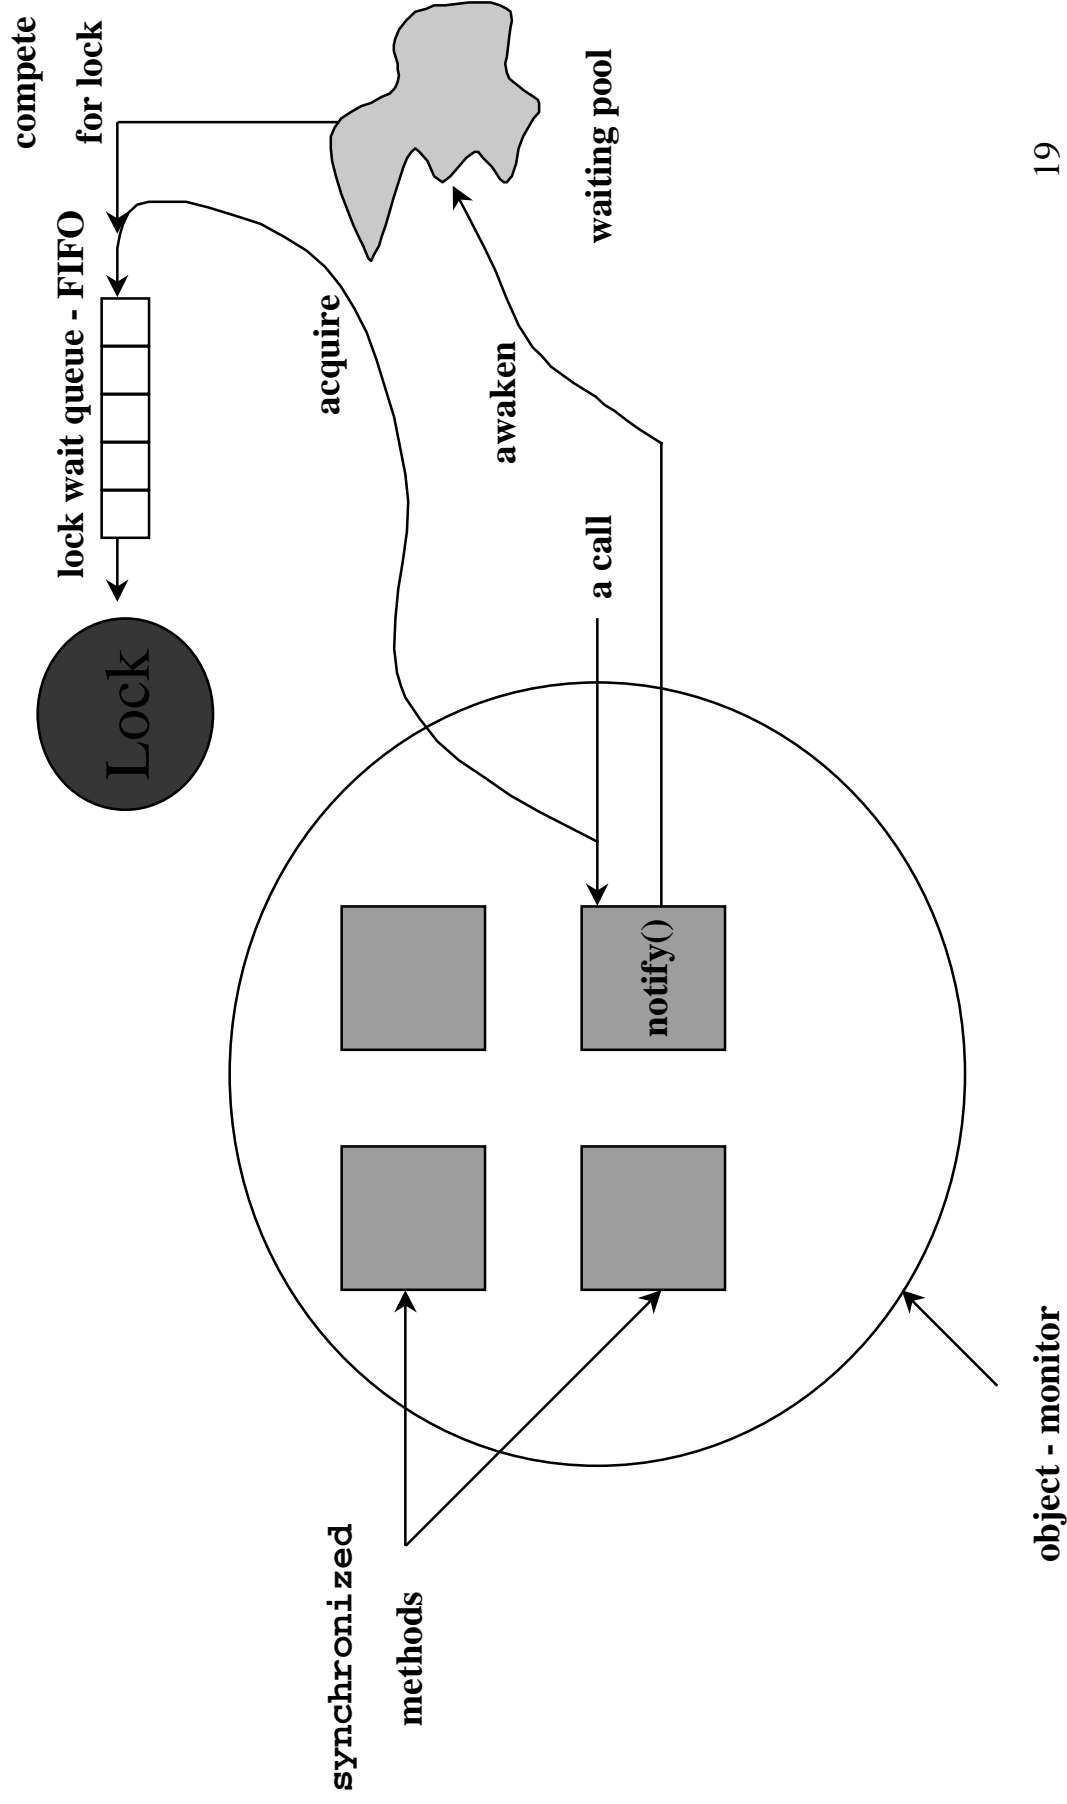 synchronized
methods
object - monitor
notify()
Lock
a call
acquire
awaken
lock wait queue - FIFO
compete
for lock
waiting pool
19